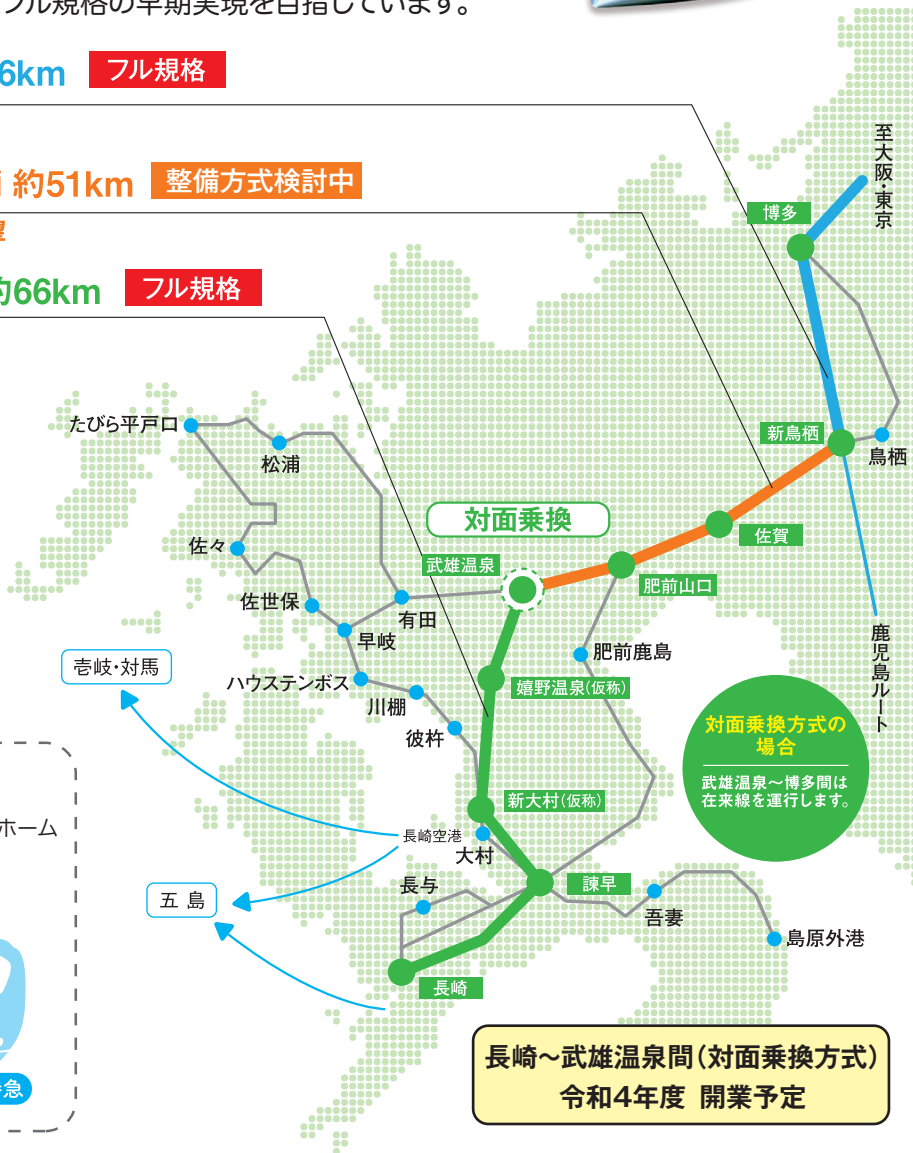 フル規格の早期実現を目指しています。
6km フル規格
約51km 整備方式検討中
望
約66km フル規格
至大阪・東京
博多
新鳥栖
鳥栖
たびら平戸口
松浦
対面乗換
佐賀
佐々
武雄温泉
肥前山口
佐世保
有田
早岐
鹿児島ルート
肥前鹿島
壱岐・対馬
ハウステンボス
嬉野温泉(仮称)
川棚
彼杵
対面乗換方式の
場合
武雄温泉～博多間は
在来線を運行します。
新大村(仮称)
ホーム
長崎空港
大村
長与
諫早
五 島
吾妻
島原外港
長崎
長崎～武雄温泉間(対面乗換方式)
令和4年度 開業予定
急